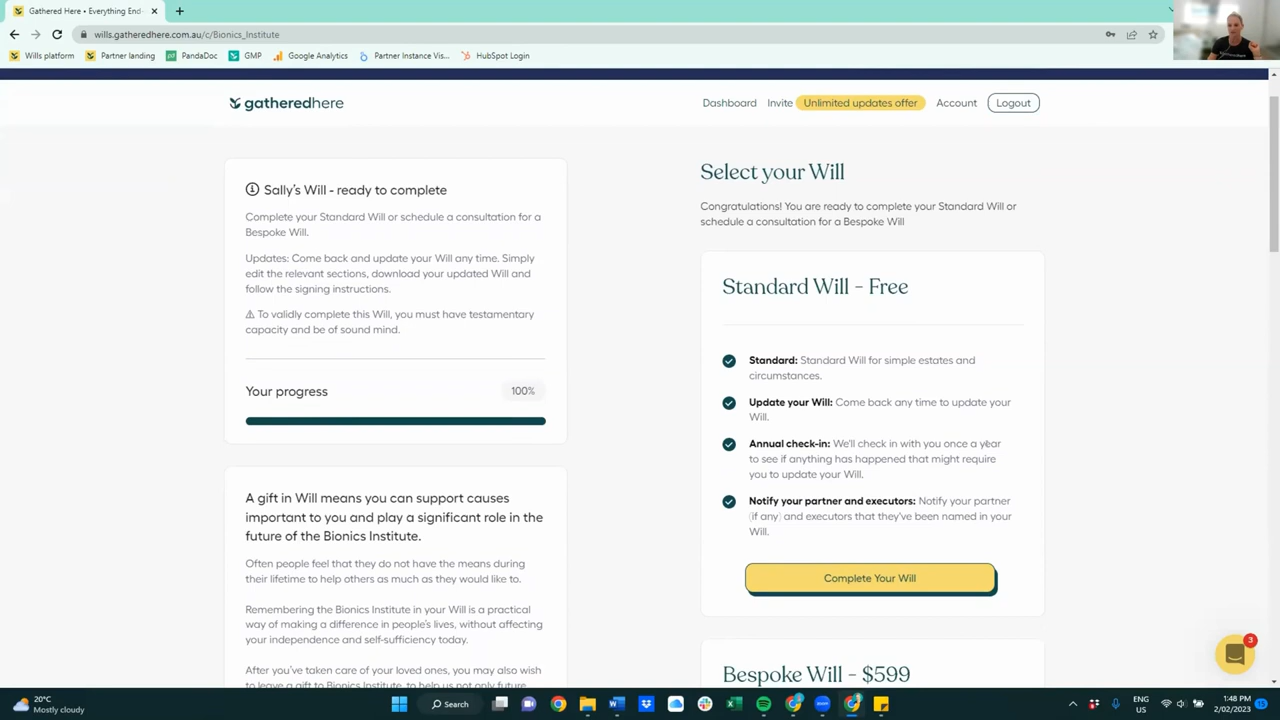 Gathered Here • Everything End-
wills.gatheredhere.com.au/c/Bionics_Institute
Wills platform
Partner landing
PandaDoc
GMP
Google Analytics
Partner Instance Vis...
HubSpot Login
gatheredhere
Dashboard
Invite
Unlimited updates offer
Account
Logout
Sally's Will - ready to complete
Complete your Standard Will or schedule a consultation for a
Bespoke Will.
Updates: Come back and update your Will any time. Simply
edit the relevant sections, download your updated Will and
follow the signing instructions.
⚠ To validly complete this Will, you must have testamentary
capacity and be of sound mind.
Your progress
100%
A gift in Will means you can support causes
important to you and play a significant role in the
future of the Bionics Institute.
Often people feel that they do not have the means during
their lifetime to help others as much as they would like to.
Remembering the Bionics Institute in your Will is a practical
way of making a difference in people's lives, without affecting
your independence and self-sufficiency today.
After you've taken care of your loved ones, you may also wish
to leave a gift to Bionics Institute, to help us not only future
Select your Will
Congratulations! You are ready to complete your Standard Will or
schedule a consultation for a Bespoke Will
Standard Will - Free
Standard: Standard Will for simple estates and
circumstances.
Update your Will: Come back any time to update your
Will.
Annual check-in: We'll check in with you once a year
to see if anything has happened that might require
you to update your Will.
Notify your partner and executors: Notify your partner
(if any) and executors that they've been named in your
Will.
Complete Your Will
Bespoke Will - $599
3
20°C
Mostly cloudy
Search
ENG
US
1:48 PM
2/02/2023